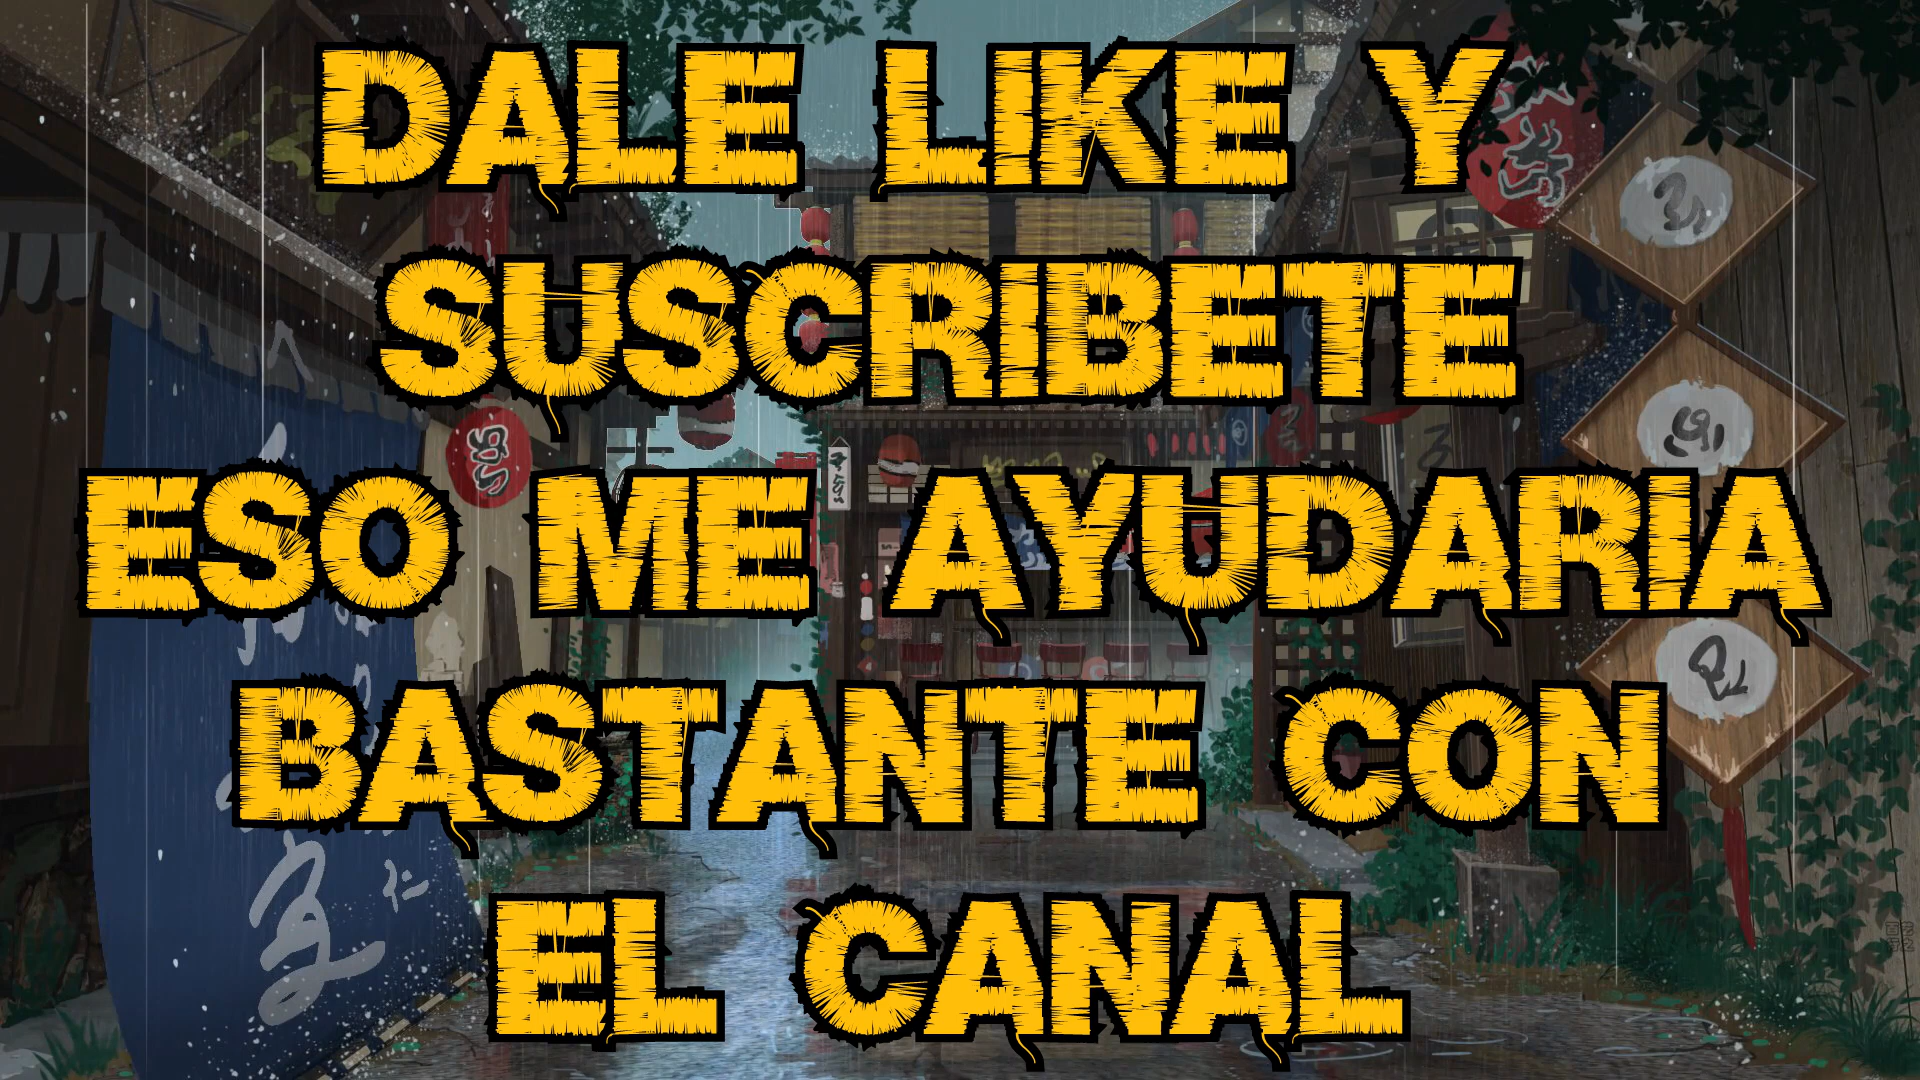 DALE LIKE Y
SUSCRIBETE
ESO ME AYUDARIA
BASTANTE CON
EL CANAL